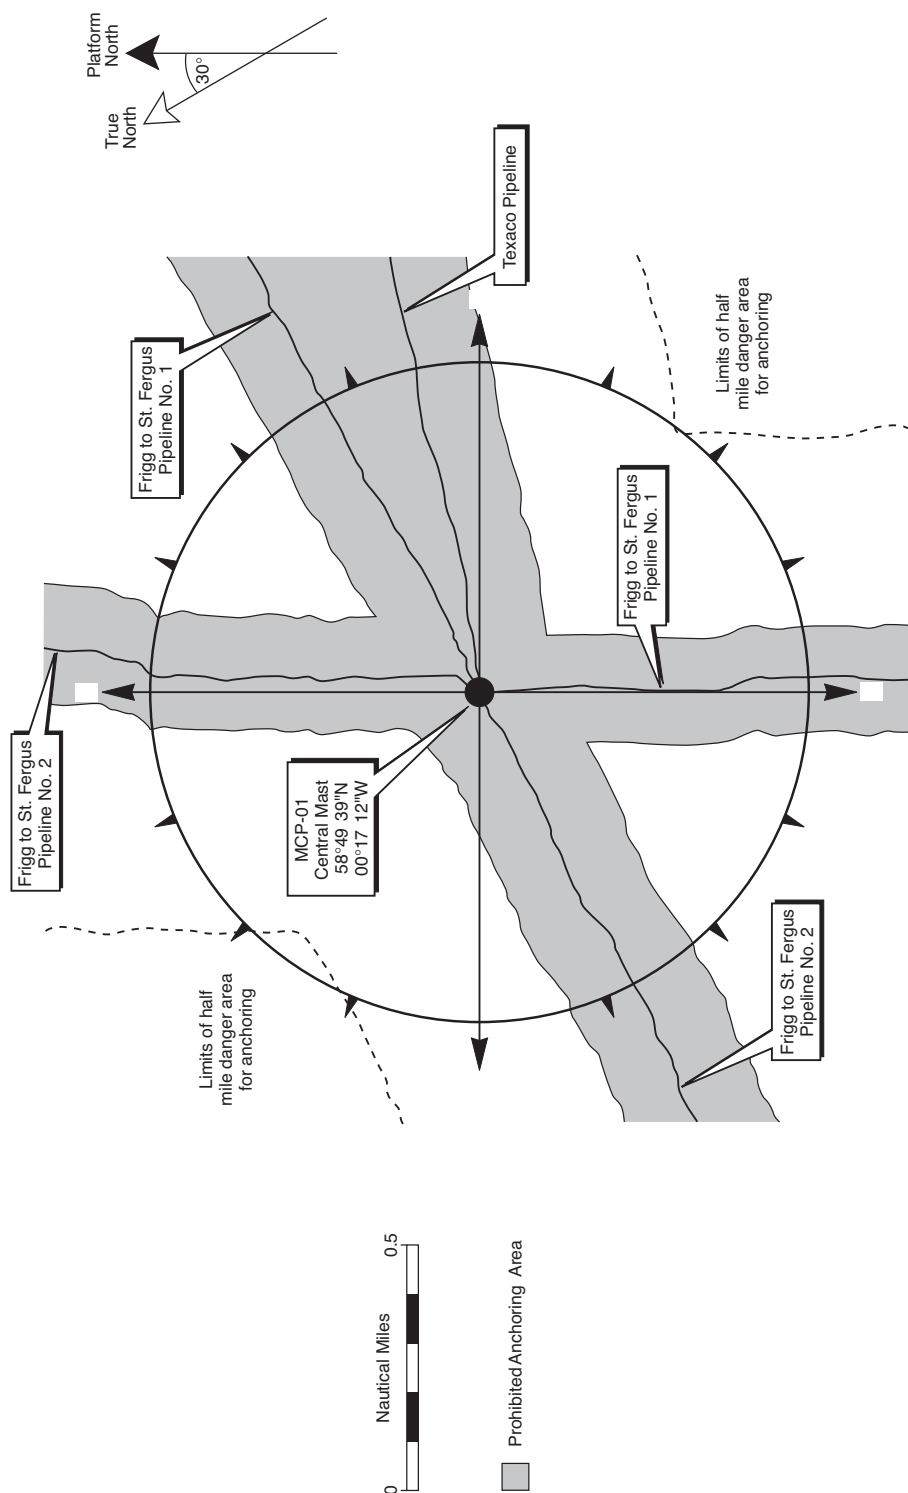 Platform
North
True
North
30°
Texaco Pipeline
Frigg to St. Fergus
Pipeline No. 1
Limits of half
mile danger area
for anchoring
Frigg to St. Fergus
Pipeline No. 1
Frigg to St. Fergus
Pipeline No. 2
MCP-01
Central Mast
58°49 39"N
00°17 12"W
Limits of half
mile danger area
for anchoring
Frigg to St. Fergus
Pipeline No. 2
Nautical Miles
0
0.5
Prohibited Anchoring Area